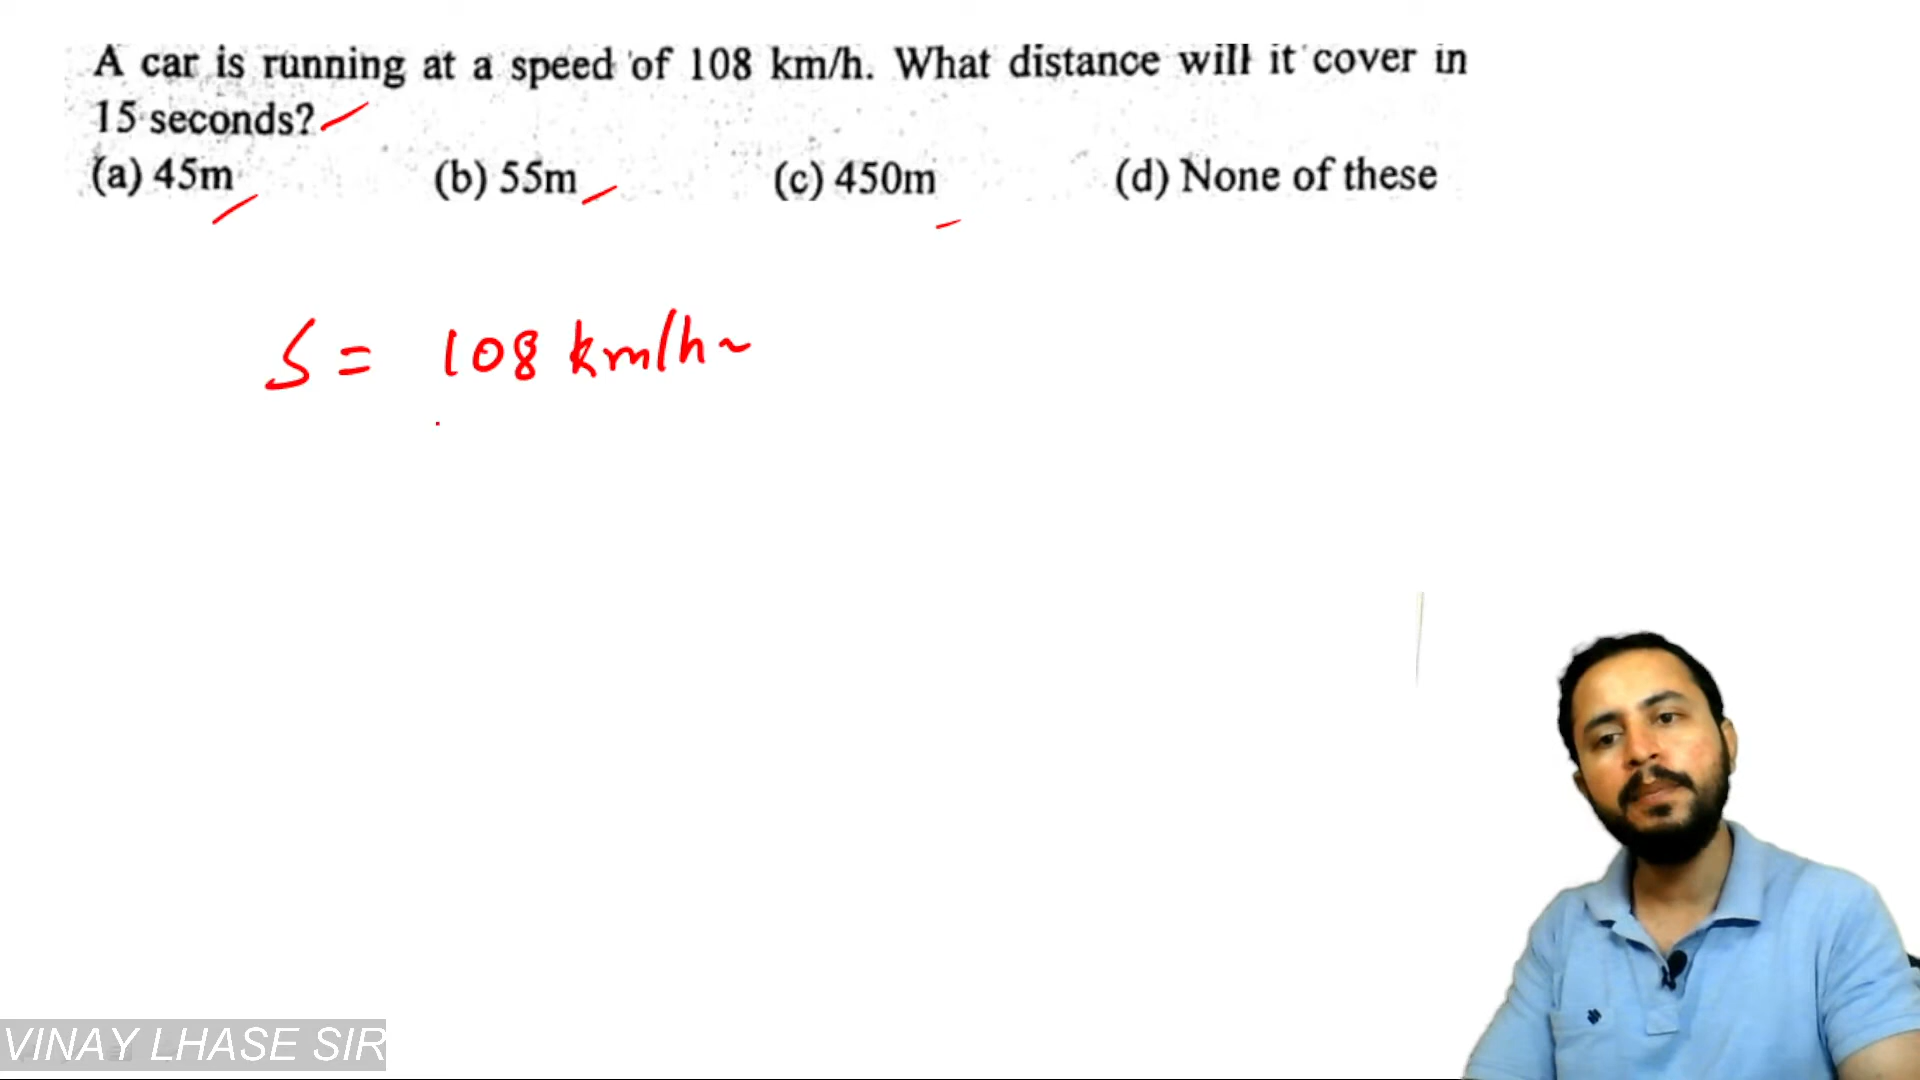 A car is running at a speed of 108 km/h. What distance will it cover in
15 seconds?
(a) 45m (b) 55m (c) 450m (d) None of these
S = 108 km/hr
VINAY LHASE SIR